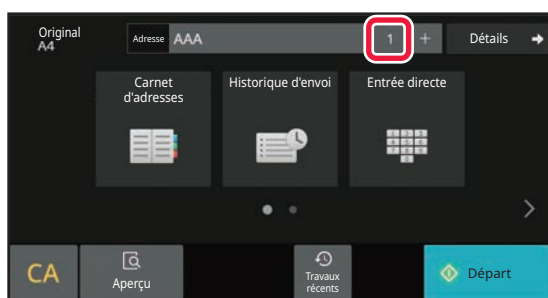 Original
A4
Adresse AAA 1 + Détails
Carnet
d'adresses
Historique d'envoi
Entrée directe
CA
Aperçu
Travaux
récents
Départ